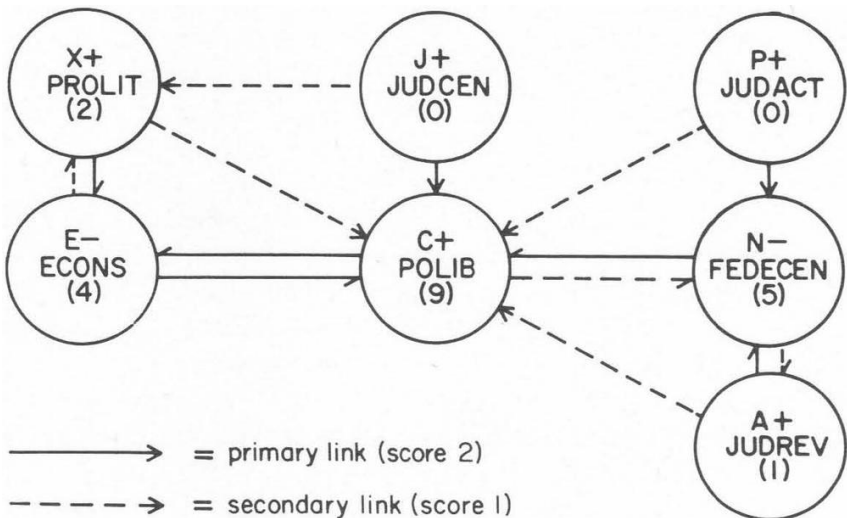 X+
PROLIT
(2)
J+
JUDCEN
(0)
P+
JUDACT
(0)
E-
ECONS
(4)
C+
POLIB
(9)
N-
FEDECEN
(5)
A+
JUDREV
(1)
= primary link (score 2)
= secondary link (score 1)